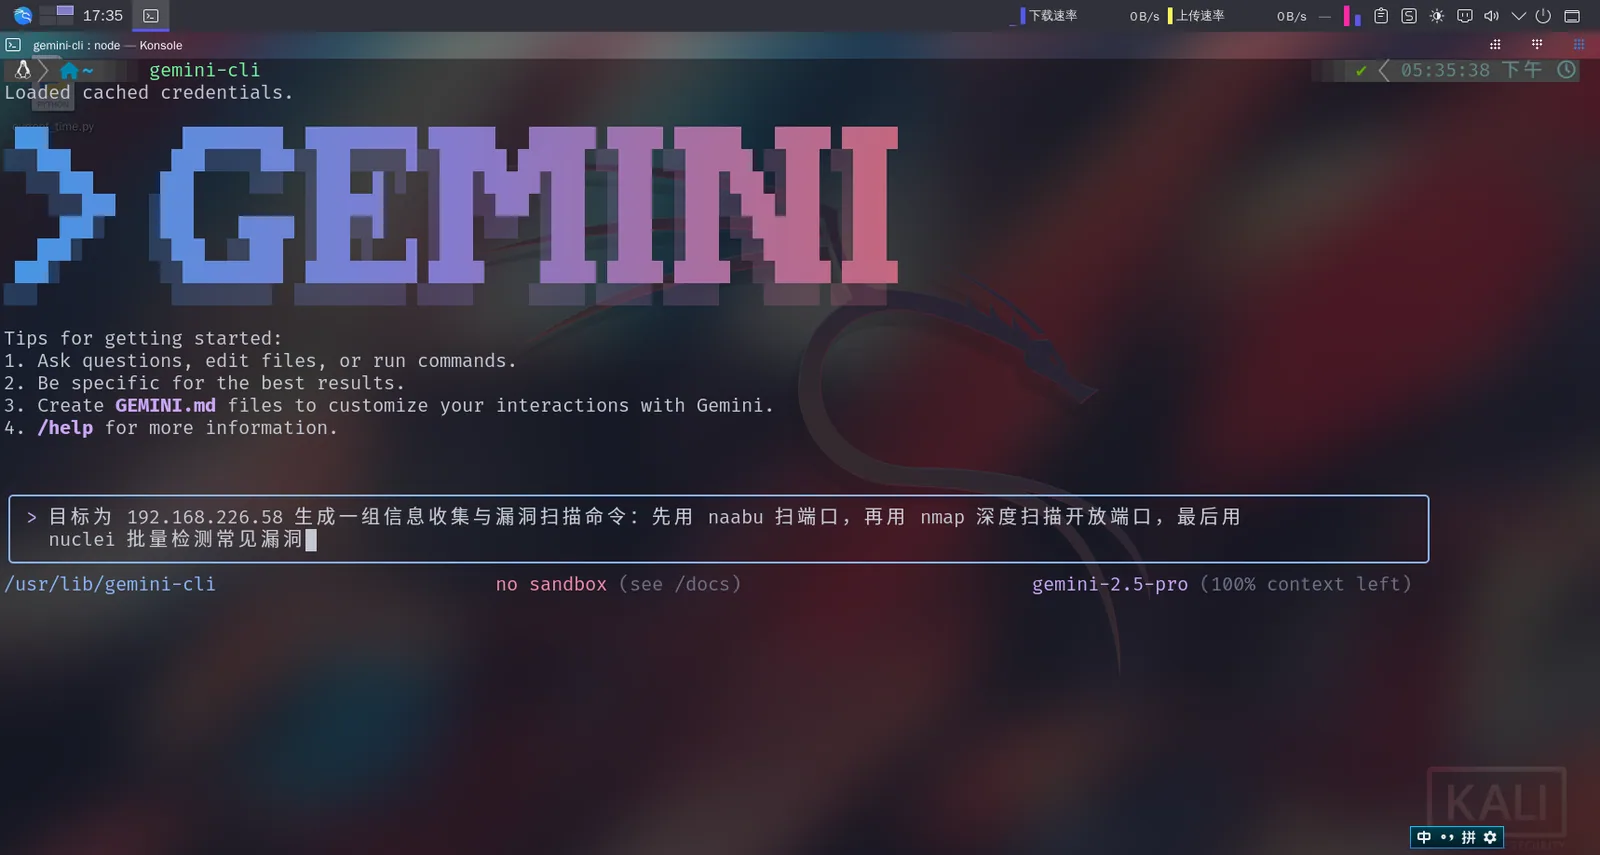 17:35
下载速率
0 B/s
上传速率
0 B/s
gemini-cli : node — Konsole
~ gemini-cli
✔ 05:35:38 下午
Loaded cached credentials.
GEMINI
Tips for getting started:
1. Ask questions, edit files, or run commands.
2. Be specific for the best results.
3. Create GEMINI.md files to customize your interactions with Gemini.
4. /help for more information.
> 目标为 192.168.226.58 生成一组信息收集与漏洞扫描命令：先用 naabu 扫端口，再用 nmap 深度扫描开放端口，最后用
nuclei 批量检测常见漏洞
/usr/lib/gemini-cli
no sandbox (see /docs)
gemini-2.5-pro (100% context left)
KALI
中 拼